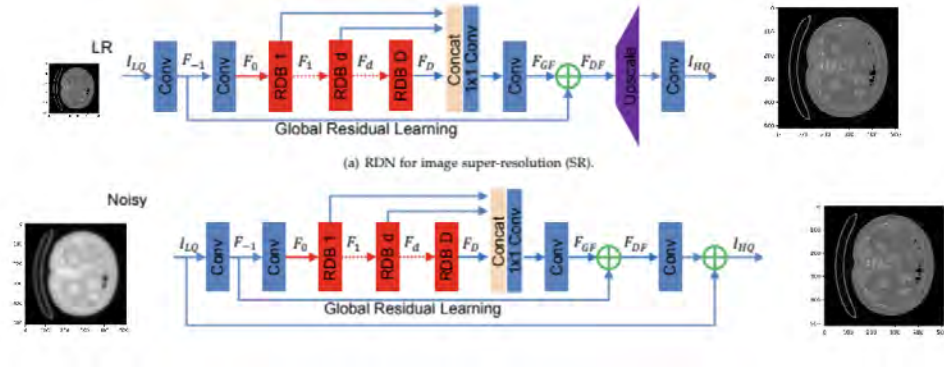 LR
I_LQ Conv F_-1 Conv F_0 RDB 1 F_1 RDB d F_d RDB D F_D Concat 1x1 Conv Conv F_GF F_DF Upscale Conv I_HQ
Global Residual Learning
(a) RDN for image super-resolution (SR).
Noisy
I_LQ Conv F_-1 Conv F_0 RDB 1 F_1 RDB d F_d RDB D F_D Concat 1x1 Conv Conv F_GF F_DF Conv I_HQ
Global Residual Learning